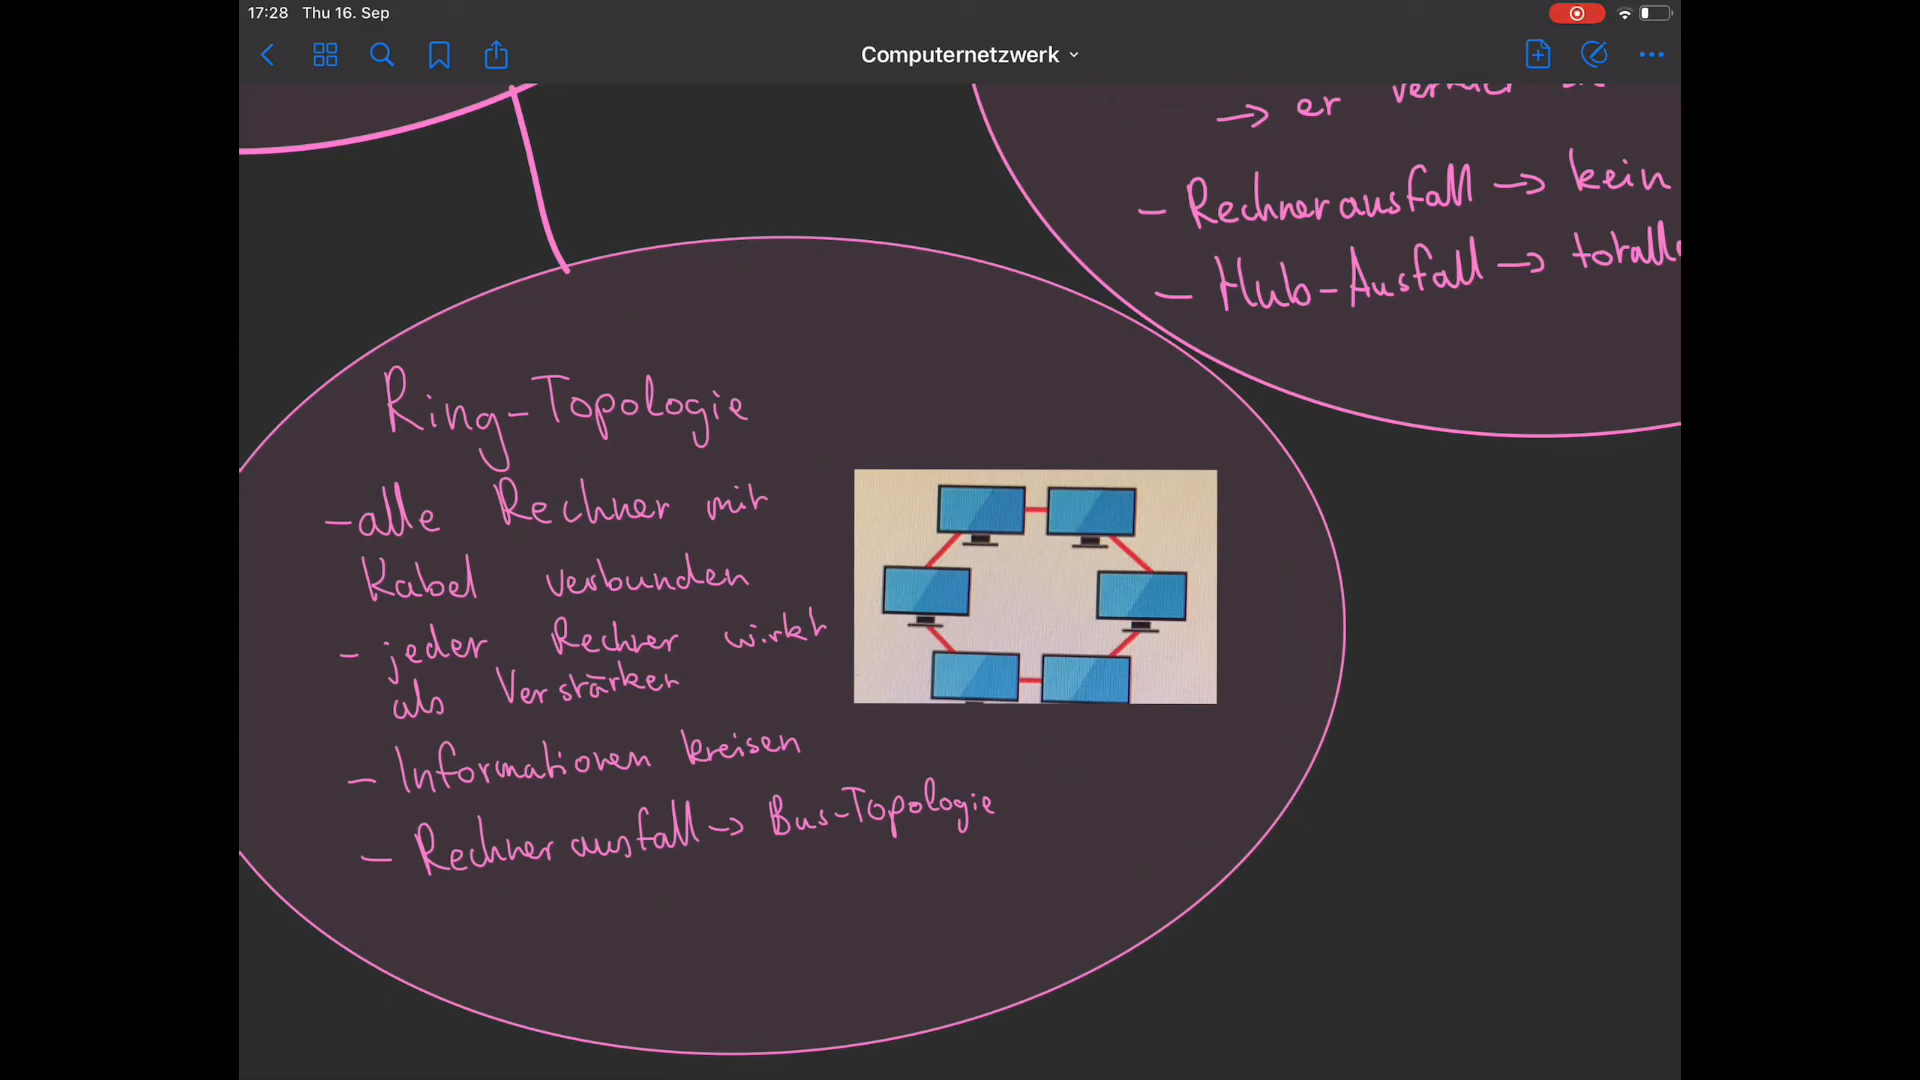 17:28 Thu 16. Sep
Computernetzwerk
→ er
- Rechnerausfall → kein
- Hub-Ausfall → totall
Ring-Topologie
- alle Rechner mit
Kabel verbunden
- jeder Rechner wirkt
als Verstärker
- Informationen kreisen
- Rechnerausfall → Bus-Topologie